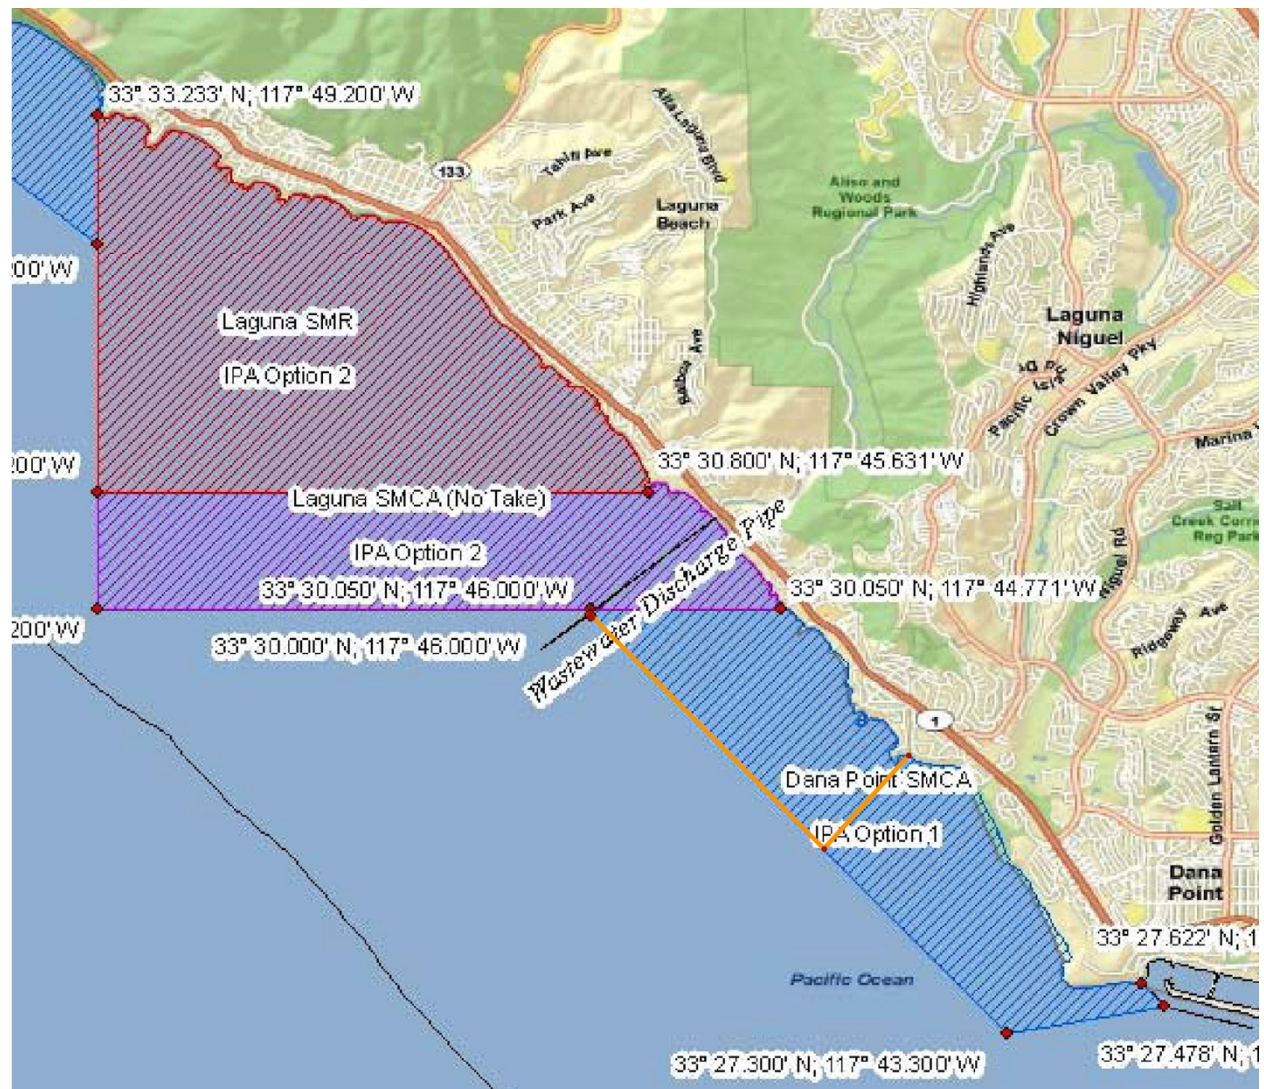 33° 33.233' N; 117° 49.200' W
133
Tahiti Ave
Alta Laguna Blvd
Park Ave
Laguna
Beach
Aliso and
Woods
Regional Park
Highlands Ave
00' W
Laguna SMR
IPA Option 2
Laguna
Niguel
Balboa Ave
Pacific Island Dr
Crown Valley Pky
Marina
200' W
33° 30.800' N; 117° 45.631' W
Laguna SMCA (No Take)
IPA Option 2
Salt
Creek Corri
Reg Park
Niguel Rd
33° 30.050' N; 117° 46.000' W
33° 30.050' N; 117° 44.771' W
200' W
33° 30.000' N; 117° 46.000' W
Wastewater Discharge Pipe
Ridgeway Ave
1
Golden Lantern St
Dana Point SMCA
IPA Option 1
Dana
Point
33° 27.622' N; 1
Pacific Ocean
33° 27.300' N; 117° 43.300' W
33° 27.478' N; 1